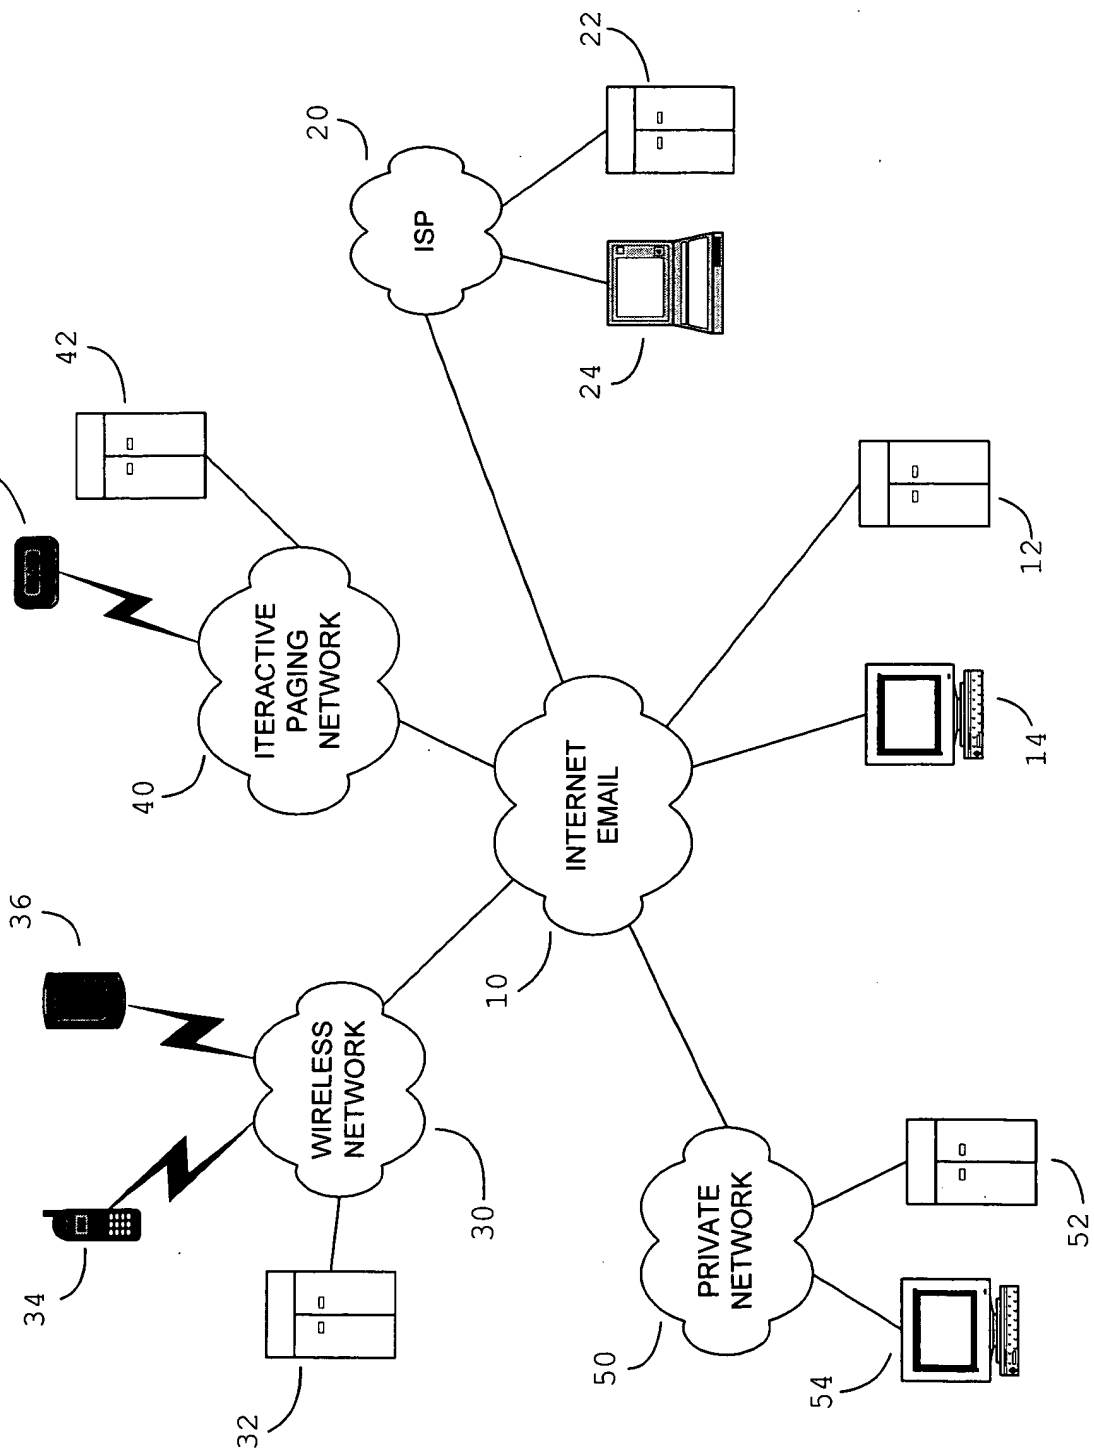 36
34
42
40
32
ITERACTIVE
PAGING
NETWORK
20
WIRELESS
NETWORK
ISP
30
10
INTERNET
EMAIL
24
22
50
PRIVATE
NETWORK
54
14
12
52